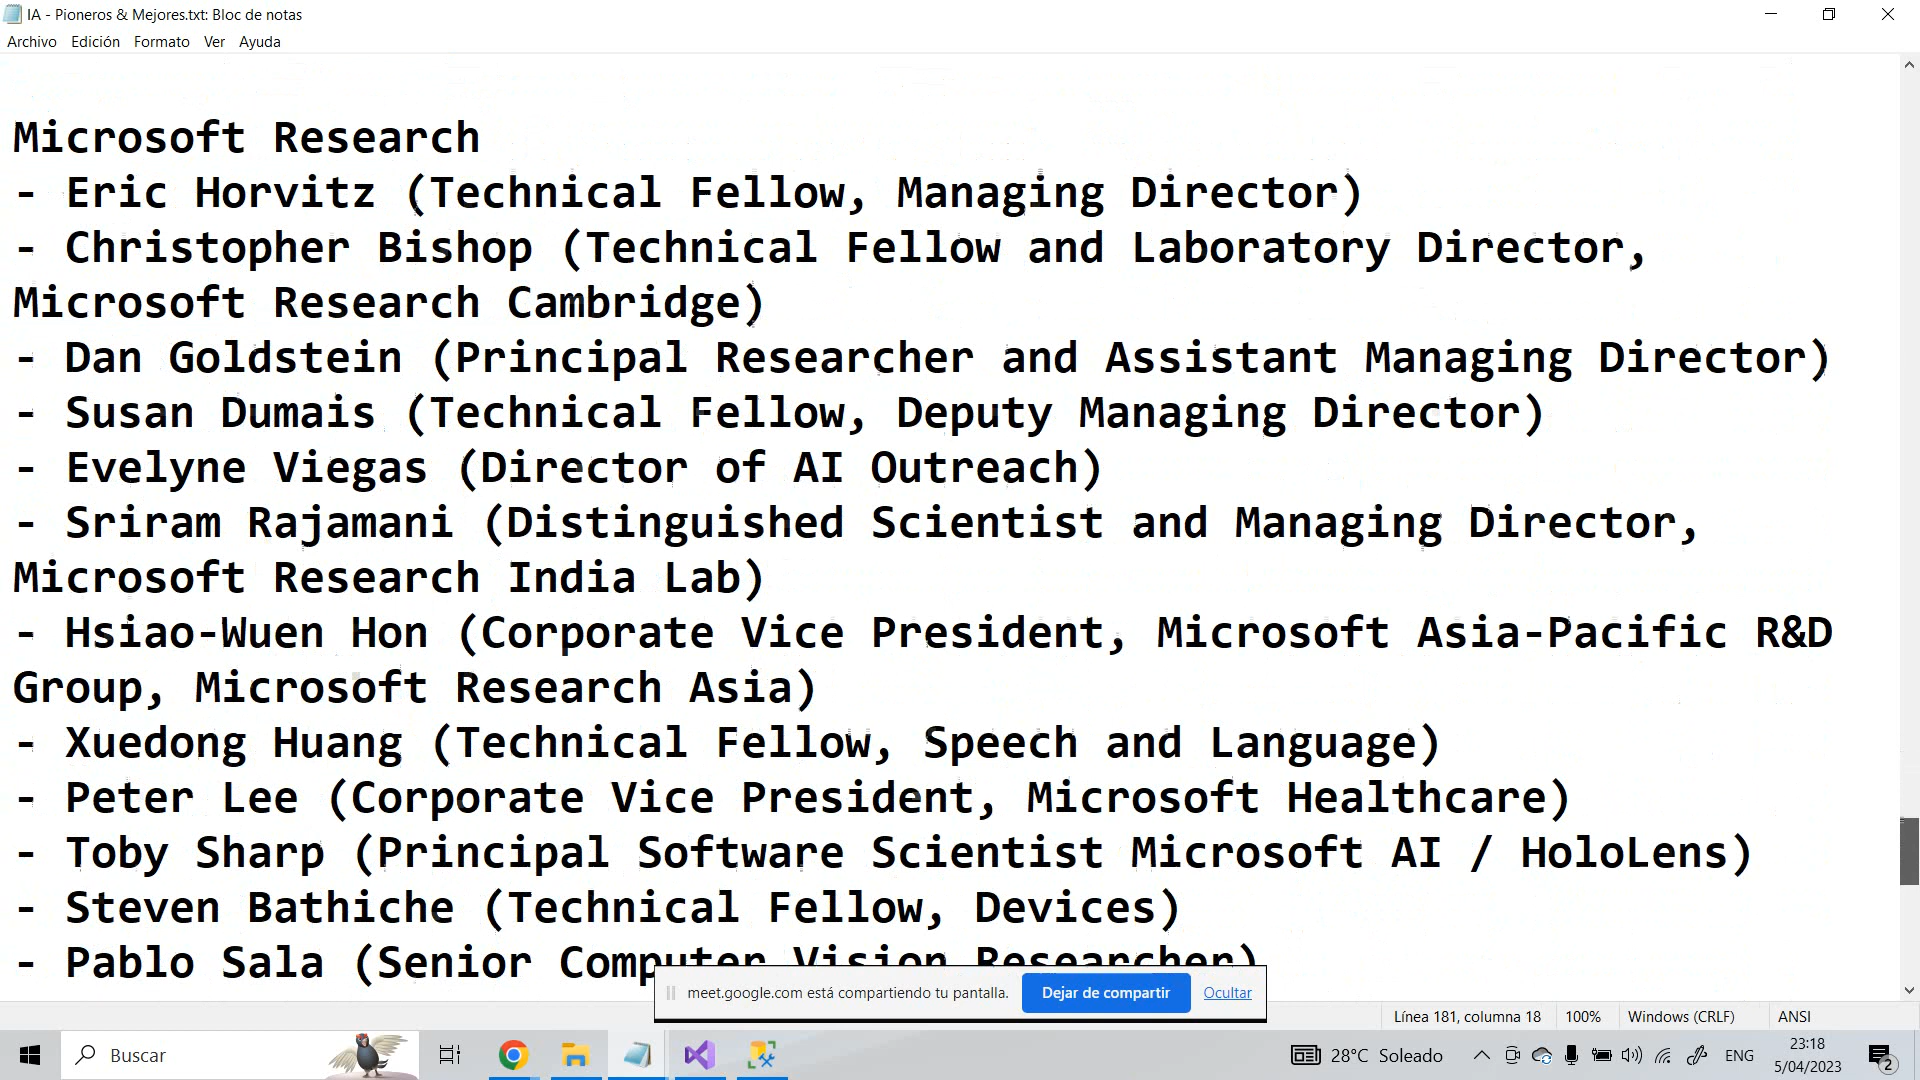 IA - Pioneros & Mejores.txt: Bloc de notas
Archivo Edición Formato Ver Ayuda
Microsoft Research
- Eric Horvitz (Technical Fellow, Managing Director)
- Christopher Bishop (Technical Fellow and Laboratory Director,
Microsoft Research Cambridge)
- Dan Goldstein (Principal Researcher and Assistant Managing Director)
- Susan Dumais (Technical Fellow, Deputy Managing Director)
- Evelyne Viegas (Director of AI Outreach)
- Sriram Rajamani (Distinguished Scientist and Managing Director,
Microsoft Research India Lab)
- Hsiao-Wuen Hon (Corporate Vice President, Microsoft Asia-Pacific R&D
Group, Microsoft Research Asia)
- Xuedong Huang (Technical Fellow, Speech and Language)
- Peter Lee (Corporate Vice President, Microsoft Healthcare)
- Toby Sharp (Principal Software Scientist Microsoft AI / HoloLens)
- Steven Bathiche (Technical Fellow, Devices)
- Pablo Sala (Senior Computer Vision Researcher)
meet.google.com está compartiendo tu pantalla. Dejar de compartir Ocultar
Línea 181, columna 18 100% Windows (CRLF) ANSI
Buscar 28°C Soleado ENG 23:18
5/04/2023 2